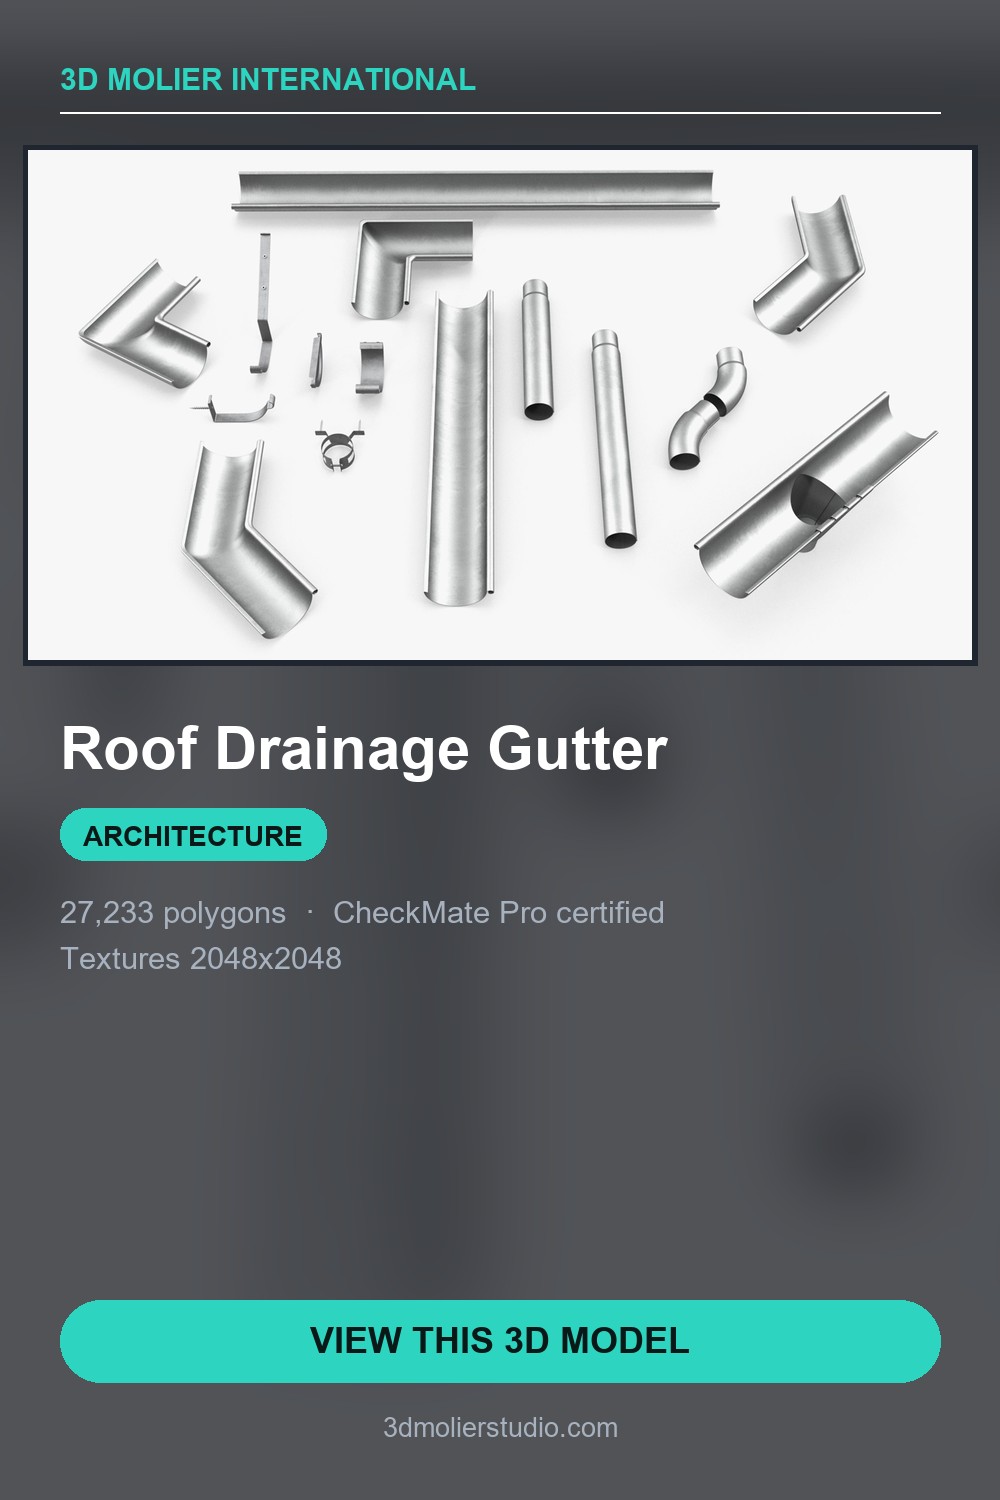 3D MOLIER INTERNATIONAL
Roof Drainage Gutter
ARCHITECTURE
27,233 polygons · CheckMate Pro certified
Textures 2048x2048
VIEW THIS 3D MODEL
3dmolierstudio.com